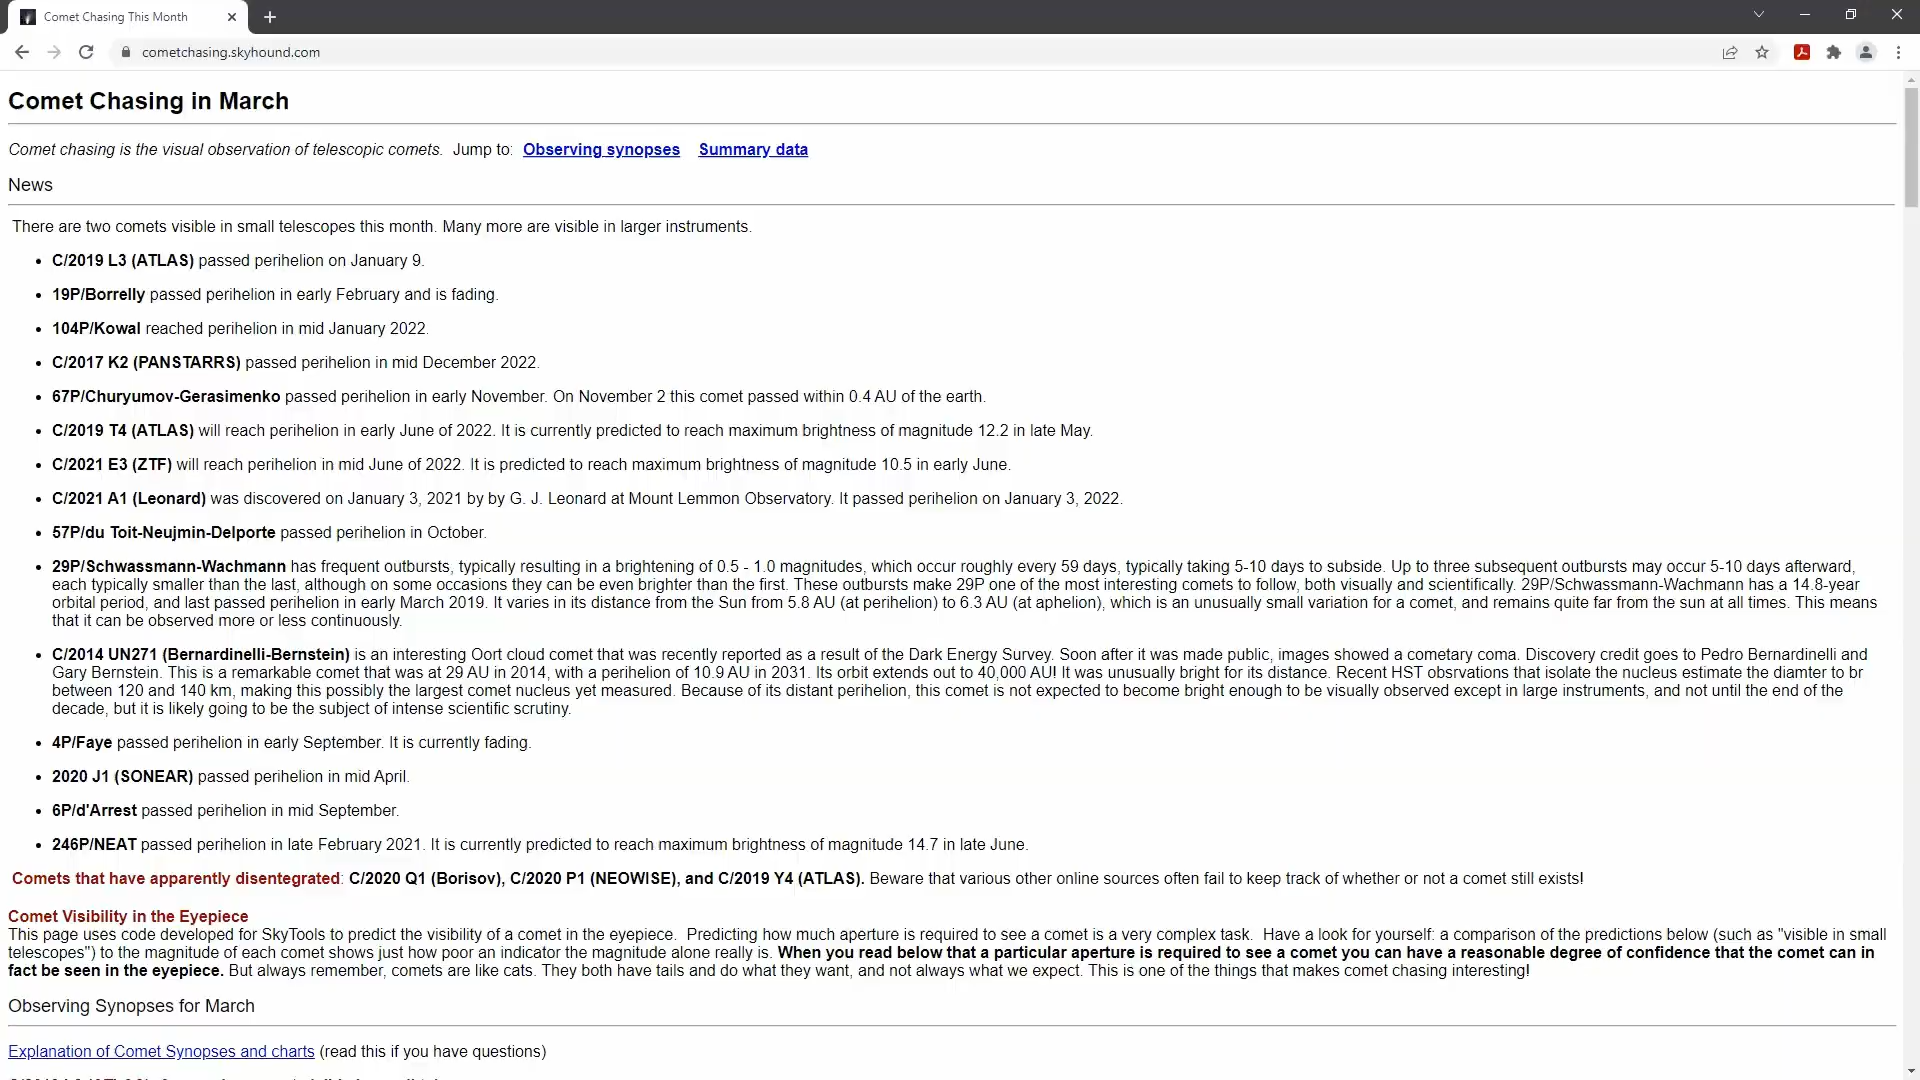 Comet Chasing This Month
cometchasing.skyhound.com
Comet Chasing in March
Comet chasing is the visual observation of telescopic comets. Jump to: Observing synopses Summary data
News
There are two comets visible in small telescopes this month. Many more are visible in larger instruments.
• C/2019 L3 (ATLAS) passed perihelion on January 9.
• 19P/Borrelly passed perihelion in early February and is fading.
• 104P/Kowal reached perihelion in mid January 2022.
• C/2017 K2 (PANSTARRS) passed perihelion in mid December 2022.
• 67P/Churyumov-Gerasimenko passed perihelion in early November. On November 2 this comet passed within 0.4 AU of the earth.
• C/2019 T4 (ATLAS) will reach perihelion in early June of 2022. It is currently predicted to reach maximum brightness of magnitude 12.2 in late May.
• C/2021 E3 (ZTF) will reach perihelion in mid June of 2022. It is predicted to reach maximum brightness of magnitude 10.5 in early June.
• C/2021 A1 (Leonard) was discovered on January 3, 2021 by by G. J. Leonard at Mount Lemmon Observatory. It passed perihelion on January 3, 2022.
• 57P/du Toit-Neujmin-Delporte passed perihelion in October.
• 29P/Schwassmann-Wachmann has frequent outbursts, typically resulting in a brightening of 0.5 - 1.0 magnitudes, which occur roughly every 59 days, typically taking 5-10 days to subside. Up to three subsequent outbursts may occur 5-10 days afterward,
each typically smaller than the last, although on some occasions they can be even brighter than the first. These outbursts make 29P one of the most interesting comets to follow, both visually and scientifically. 29P/Schwassmann-Wachmann has a 14.8-year
orbital period, and last passed perihelion in early March 2019. It varies in its distance from the Sun from 5.8 AU (at perihelion) to 6.3 AU (at aphelion), which is an unusually small variation for a comet, and remains quite far from the sun at all times. This means
that it can be observed more or less continuously.
• C/2014 UN271 (Bernardinelli-Bernstein) is an interesting Oort cloud comet that was recently reported as a result of the Dark Energy Survey. Soon after it was made public, images showed a cometary coma. Discovery credit goes to Pedro Bernardinelli and
Gary Bernstein. This is a remarkable comet that was at 29 AU in 2014, with a perihelion of 10.9 AU in 2031. Its orbit extends out to 40,000 AU! It was unusually bright for its distance. Recent HST obsrvations that isolate the nucleus estimate the diamter to br
between 120 and 140 km, making this possibly the largest comet nucleus yet measured. Because of its distant perihelion, this comet is not expected to become bright enough to be visually observed except in large instruments, and not until the end of the
decade, but it is likely going to be the subject of intense scientific scrutiny.
• 4P/Faye passed perihelion in early September. It is currently fading.
• 2020 J1 (SONEAR) passed perihelion in mid April.
• 6P/d'Arrest passed perihelion in mid September.
• 246P/NEAT passed perihelion in late February 2021. It is currently predicted to reach maximum brightness of magnitude 14.7 in late June.
Comets that have apparently disentegrated: C/2020 Q1 (Borisov), C/2020 P1 (NEOWISE), and C/2019 Y4 (ATLAS). Beware that various other online sources often fail to keep track of whether or not a comet still exists!
Comet Visibility in the Eyepiece
This page uses code developed for SkyTools to predict the visibility of a comet in the eyepiece. Predicting how much aperture is required to see a comet is a very complex task. Have a look for yourself: a comparison of the predictions below (such as "visible in small
telescopes") to the magnitude of each comet shows just how poor an indicator the magnitude alone really is. When you read below that a particular aperture is required to see a comet you can have a reasonable degree of confidence that the comet can in
fact be seen in the eyepiece. But always remember, comets are like cats. They both have tails and do what they want, and not always what we expect. This is one of the things that makes comet chasing interesting!
Observing Synopses for March
Explanation of Comet Synopses and charts (read this if you have questions)